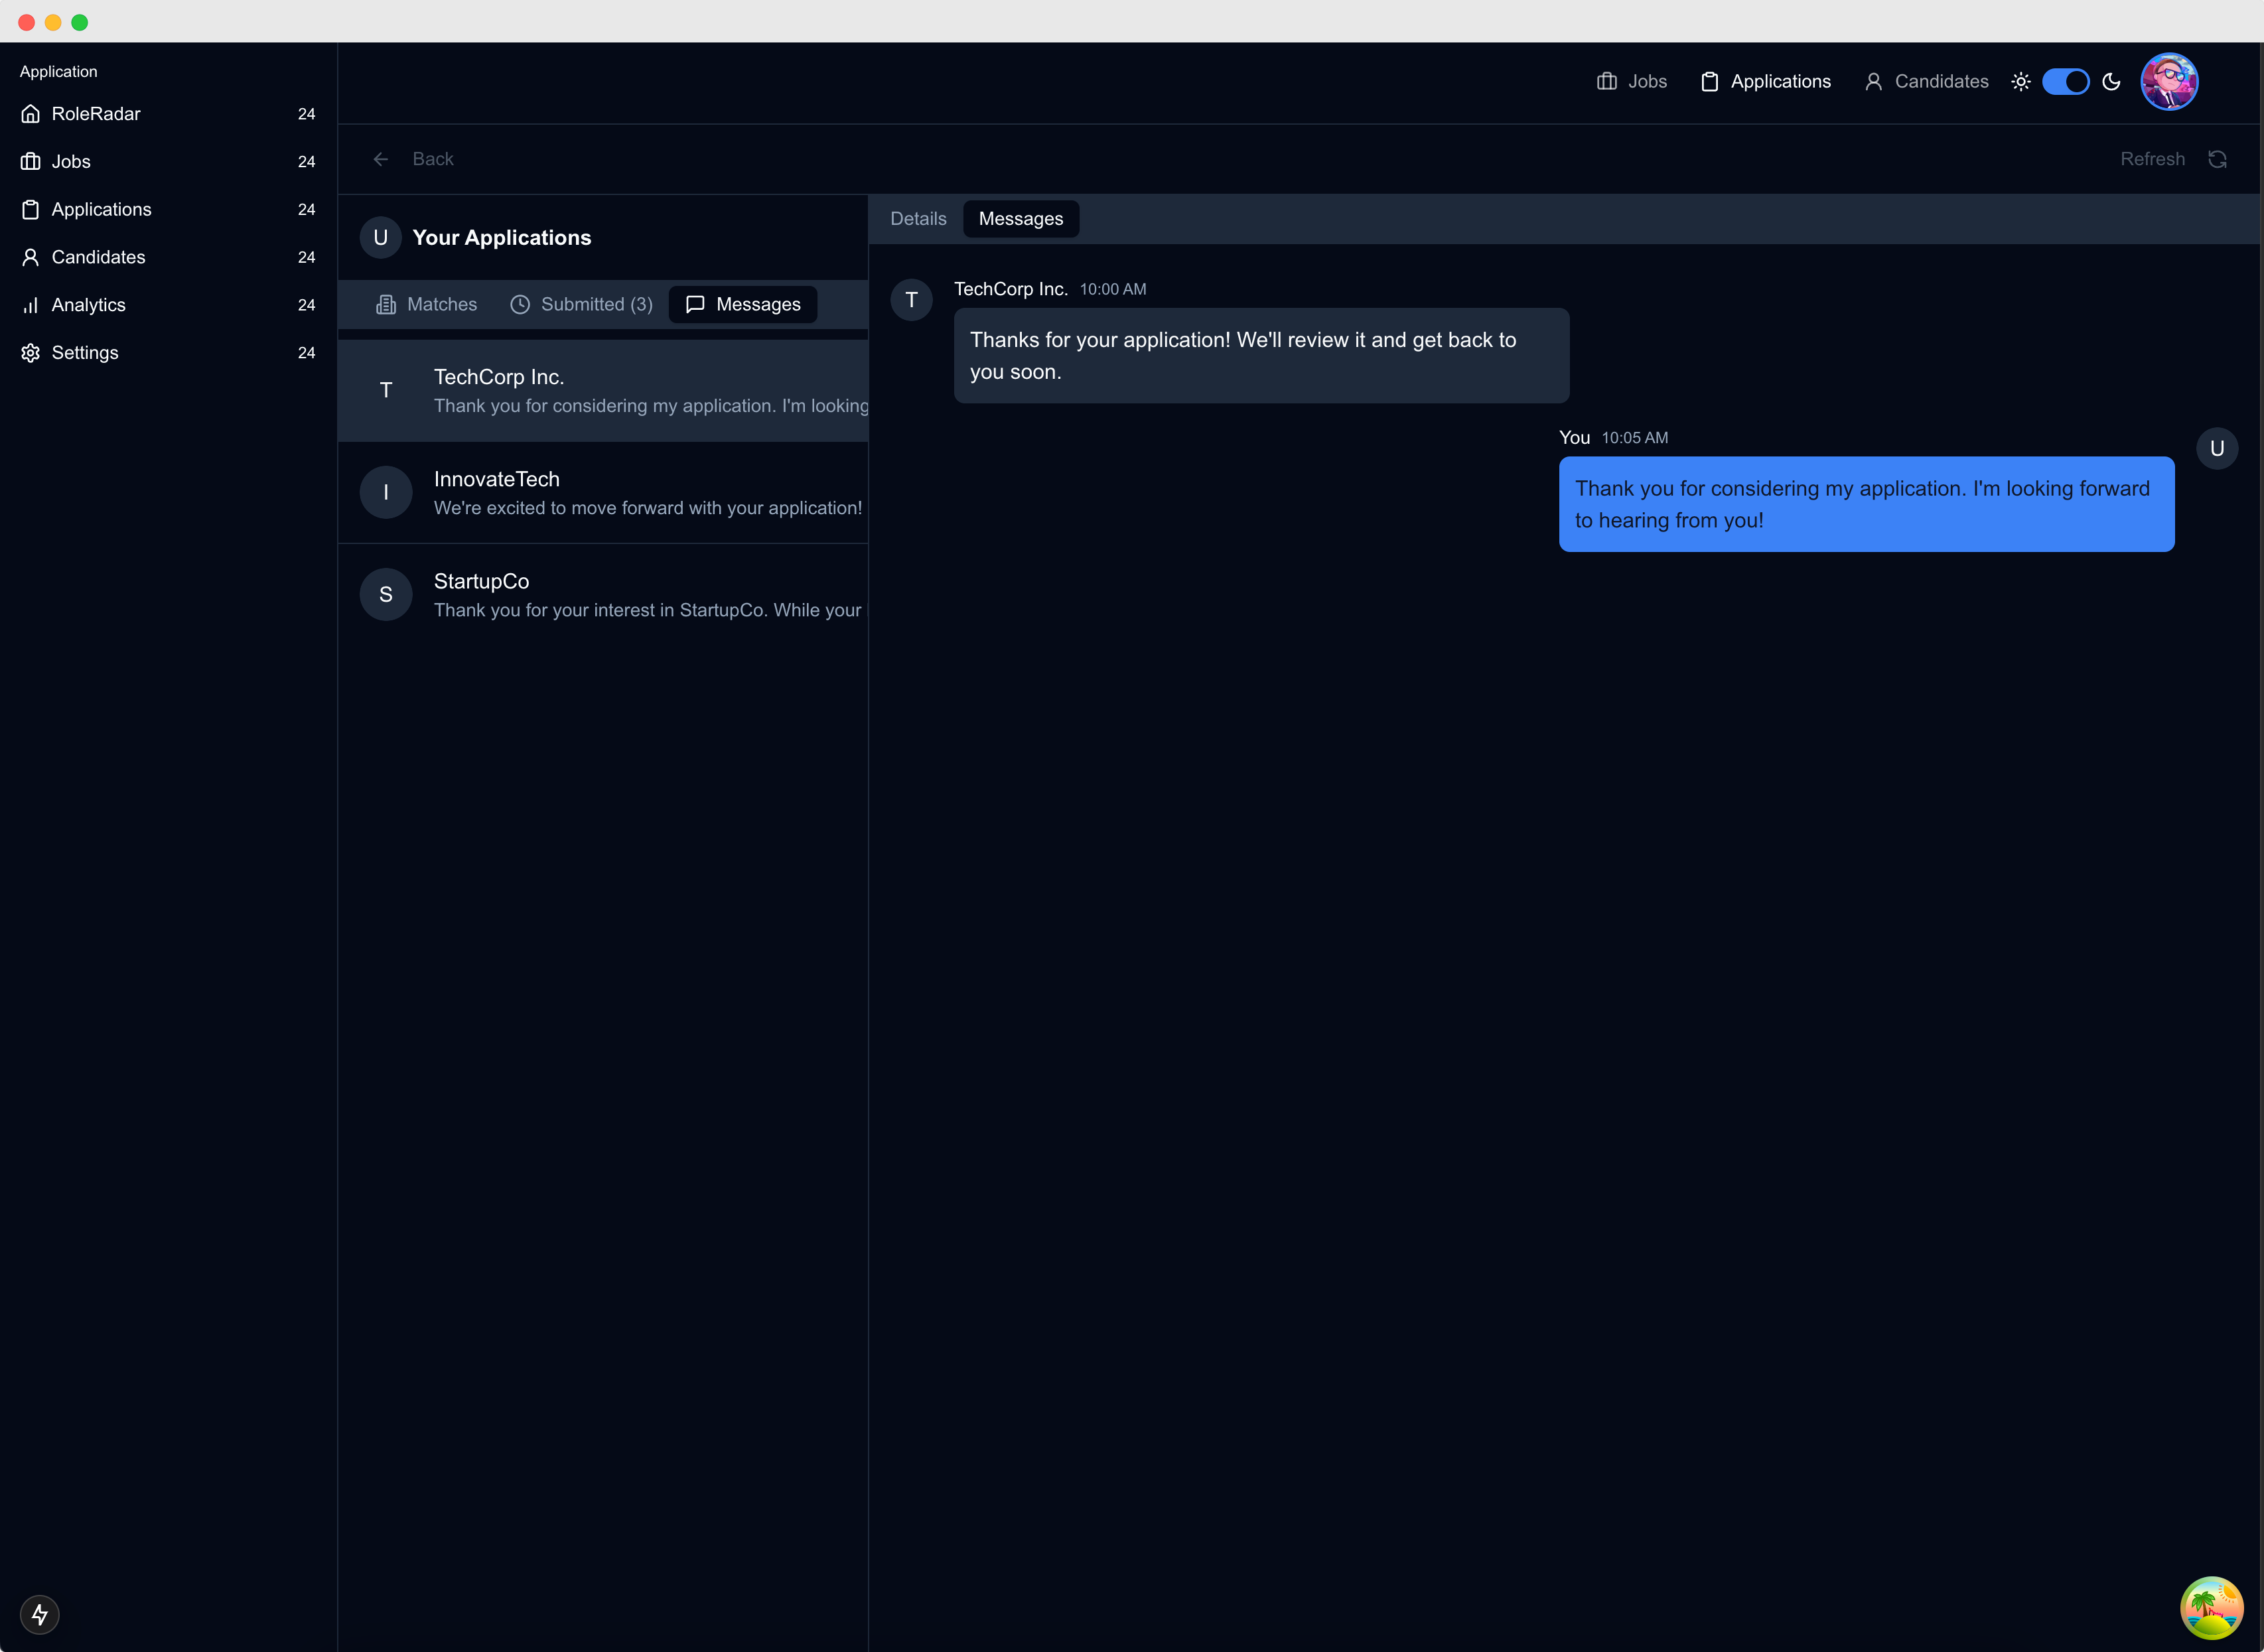 Application
RoleRadar 24
Jobs 24
Applications 24
Candidates 24
Analytics 24
Settings 24
Jobs Applications Candidates
Back Refresh
U Your Applications
Matches Submitted (3) Messages
T TechCorp Inc.
Thank you for considering my application. I'm looking
I InnovateTech
We're excited to move forward with your application!
S StartupCo
Thank you for your interest in StartupCo. While your
Details Messages
T TechCorp Inc. 10:00 AM
Thanks for your application! We'll review it and get back to
you soon.
You 10:05 AM U
Thank you for considering my application. I'm looking forward
to hearing from you!